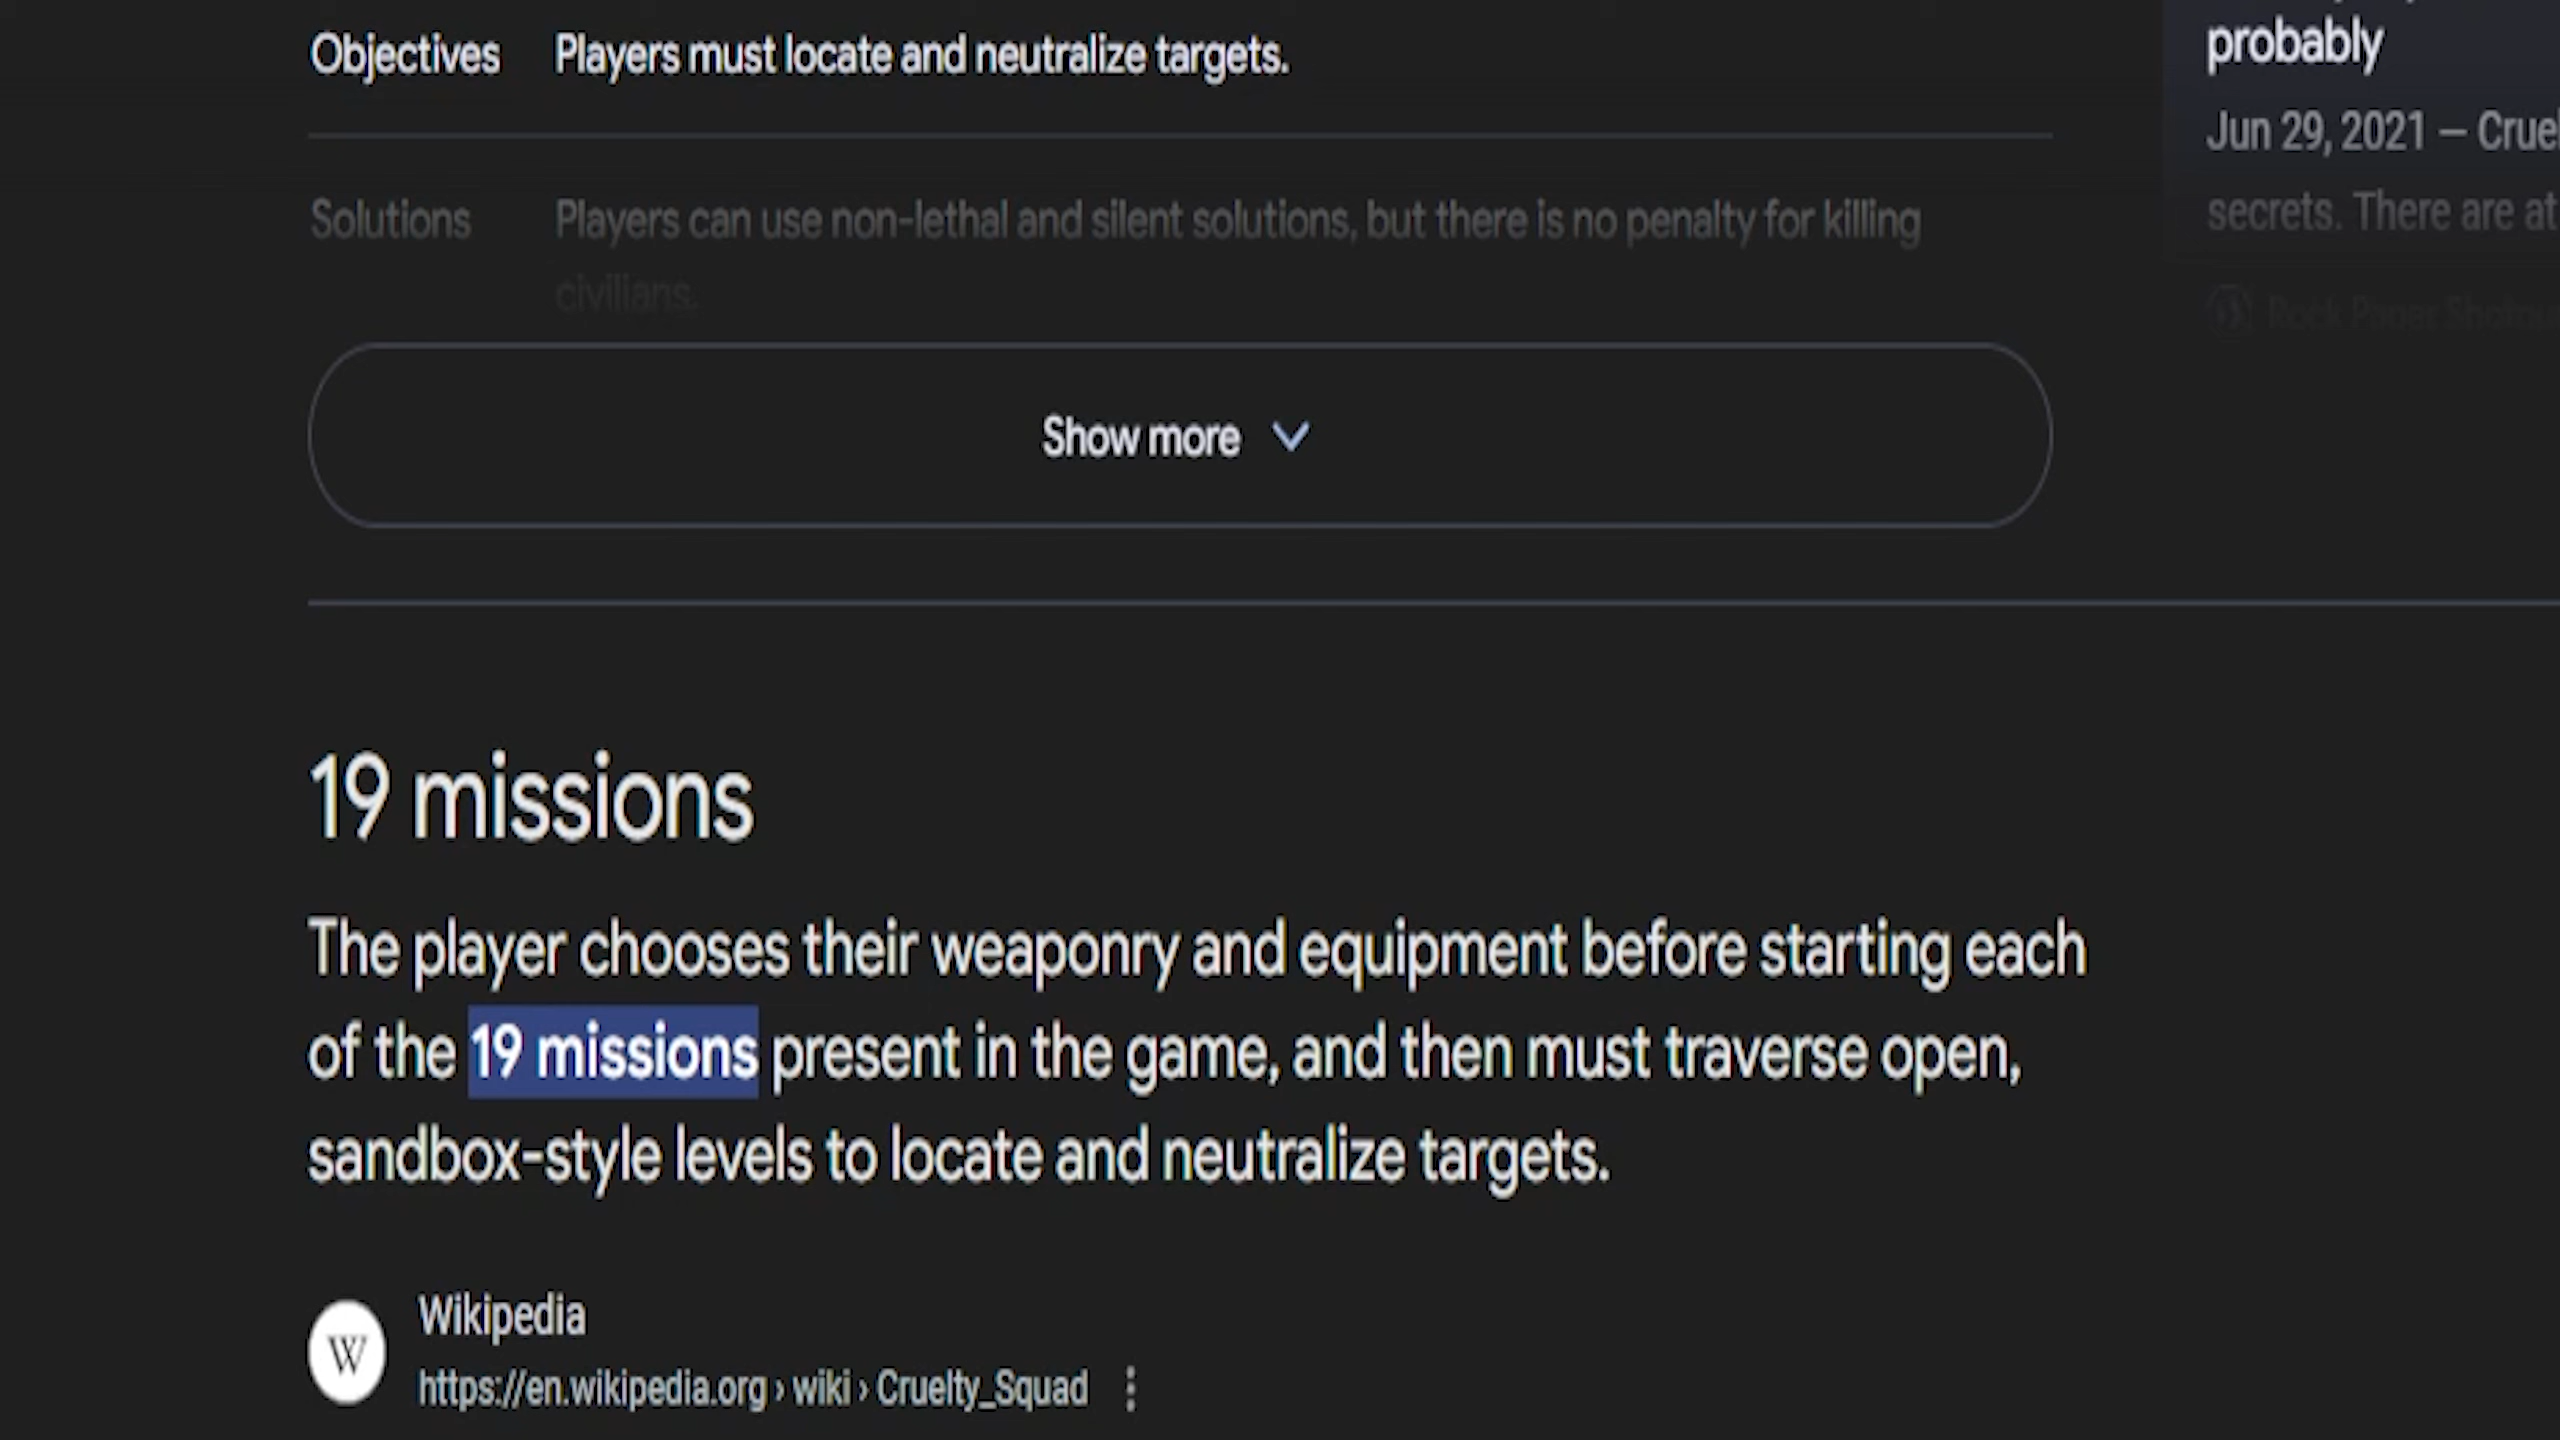 Objectives Players must locate and neutralize targets.
Solutions Players can use non-lethal and silent solutions, but there is no penalty for killing
civilians.
probably
Jun 29, 2021 — Cruel
secrets. There are at
Rock Paper
Show more
19 missions
The player chooses their weaponry and equipment before starting each
of the 19 missions present in the game, and then must traverse open,
sandbox-style levels to locate and neutralize targets.
W
Wikipedia
https://en.wikipedia.org › wiki › Cruelty_Squad